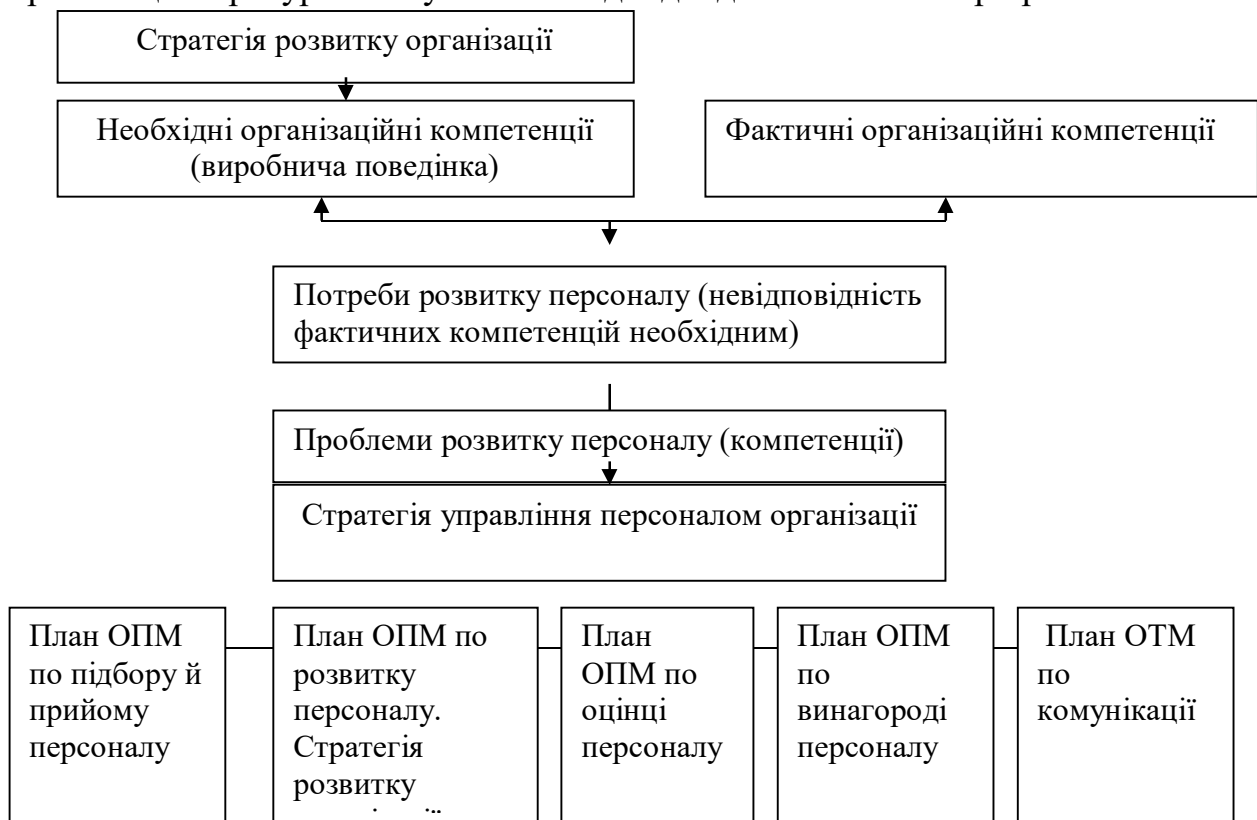 Стратегія розвитку організації
Необхідні організаційні компетенції
(виробнича поведінка)
Фактичні організаційні компетенції
Потреби розвитку персоналу (невідповідність
фактичних компетенцій необхідним)
Проблеми розвитку персоналу (компетенції)
Стратегія управління персоналом організації
План ОПМ
по підбору й
прийому
персоналу
План ОПМ по
розвитку
персоналу.
Стратегія
розвитку
План
ОПМ по
оцінці
персоналу
План ОПМ
по
винагороді
персоналу
План ОТМ
по
комунікації